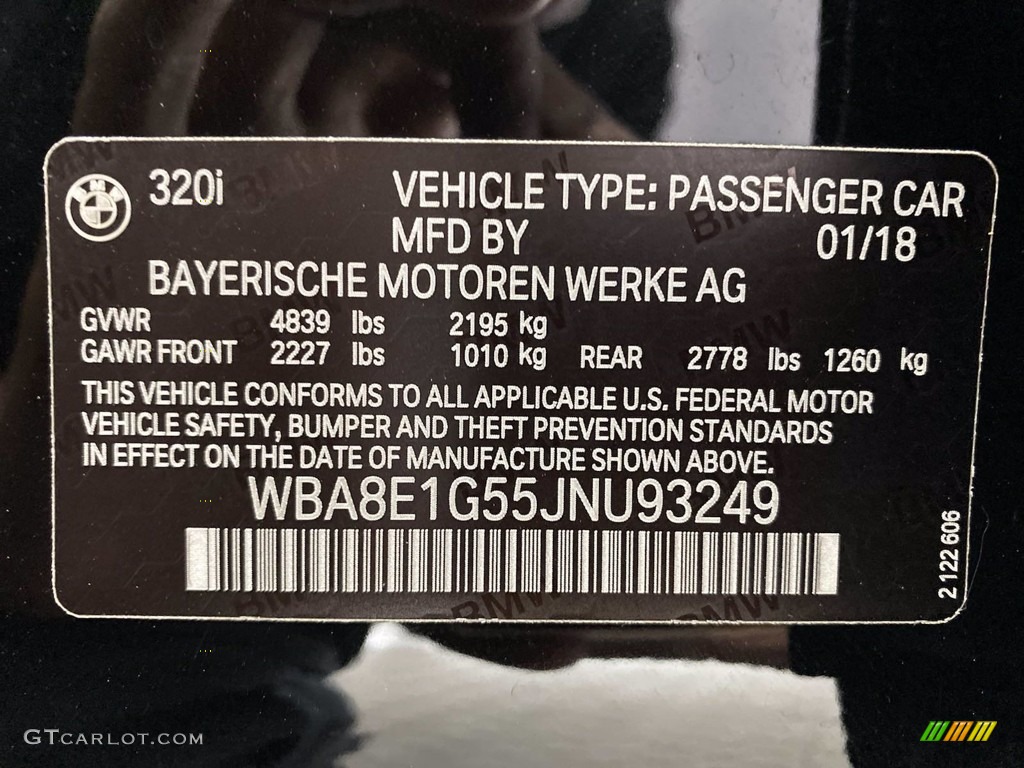 320i VEHICLE TYPE: PASSENGER CAR
MFD BY 01/18
BAYERISCHE MOTOREN WERKE AG
GVWR 4839 lbs 2195 kg
GAWR FRONT 2227 lbs 1010 kg REAR 2778 lbs 1260 kg
THIS VEHICLE CONFORMS TO ALL APPLICABLE U.S. FEDERAL MOTOR
VEHICLE SAFETY, BUMPER AND THEFT PREVENTION STANDARDS
IN EFFECT ON THE DATE OF MANUFACTURE SHOWN ABOVE.
WBA8E1G55JNU93249
2 122 606
GTCARLOT.COM